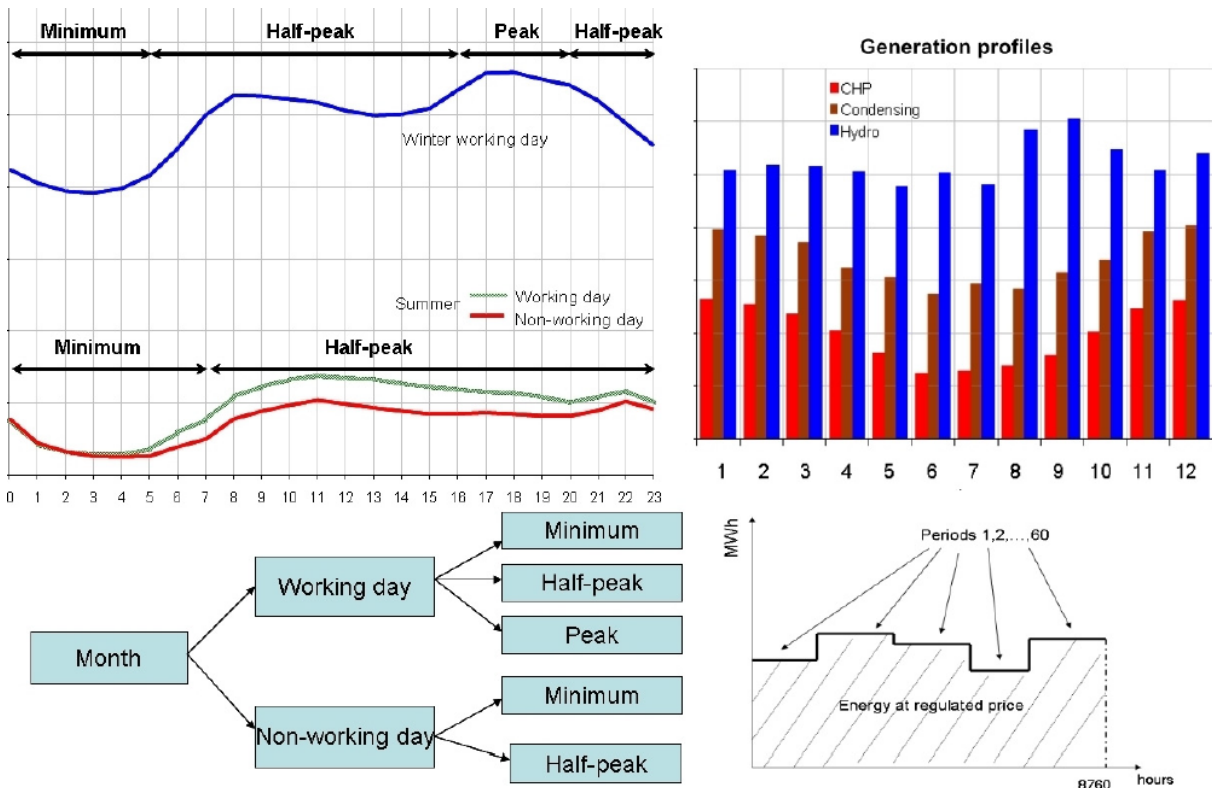 Minimum Half-peak Peak Half-peak
Winter working day
Summer Working day
Non-working day
Minimum Half-peak
0 1 2 3 4 5 6 7 8 9 10 11 12 13 14 15 16 17 18 19 20 21 22 23
Generation profiles
CHP
Condensing
Hydro
1 2 3 4 5 6 7 8 9 10 11 12
Month
Working day
Non-working day
Minimum
Half-peak
Peak
Minimum
Half-peak
MWh
Periods 1,2,...,60
Energy at regulated price
8760 hours